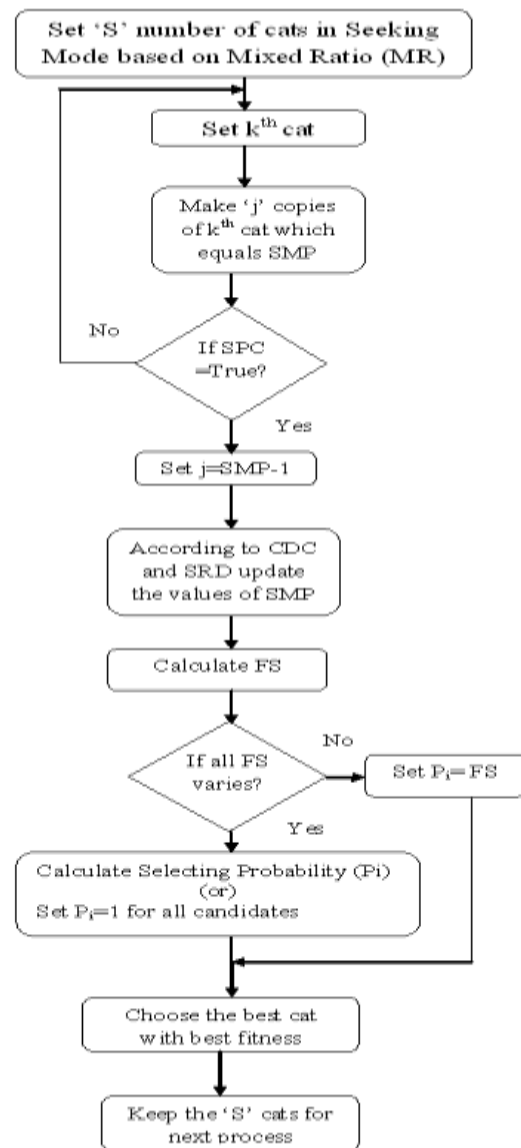 Set ‘S’ number of cats in Seeking
Mode based on Mixed Ratio (MR)
Set kth cat
Make ‘j’ copies
of kth cat which
equals SMP
No
If SPC
=True?
Yes
Set j=SMP-1
According to CDC
and SRD update
the values of SMP
Calculate FS
If all FS
varies?
No
Set Pi=FS
Yes
Calculate Selecting Probability (Pi)
(or)
Set Pi=1 for all candidates
Choose the best cat
with best fitness
Keep the ‘S’ cats for
next process